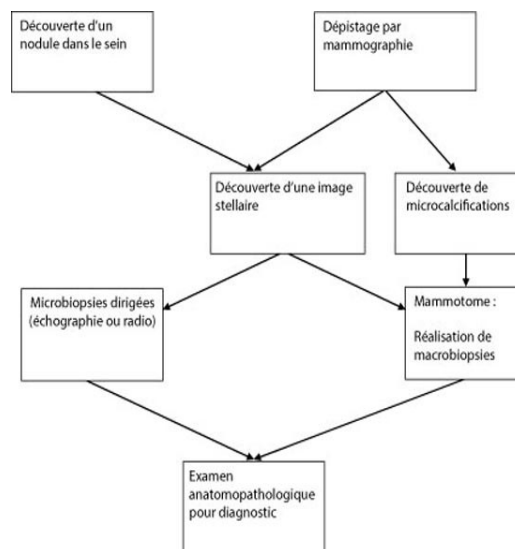 Découverte d'un
nodule dans le sein
Dépistage par
mammographie
Découverte d'une image
stellaire
Découverte de
microcalcifications
Microbiopsies dirigées
(échographie ou radio)
Mammotome :
Réalisation de
macrobiopsies
Examen
anatomopathologique
pour diagnostic